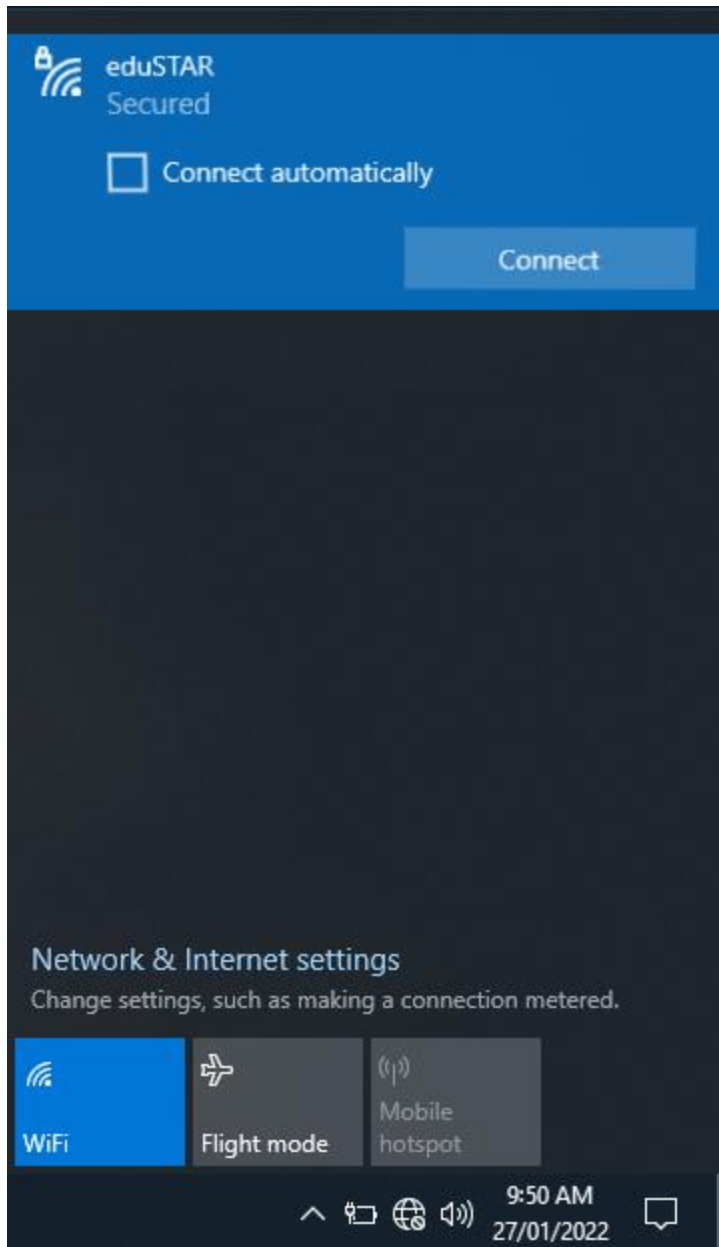 eduSTAR
Secured
Connect automatically
Connect
Network & Internet settings
Change settings, such as making a connection metered.
WiFi
Flight mode
Mobile
hotspot
9:50 AM
27/01/2022